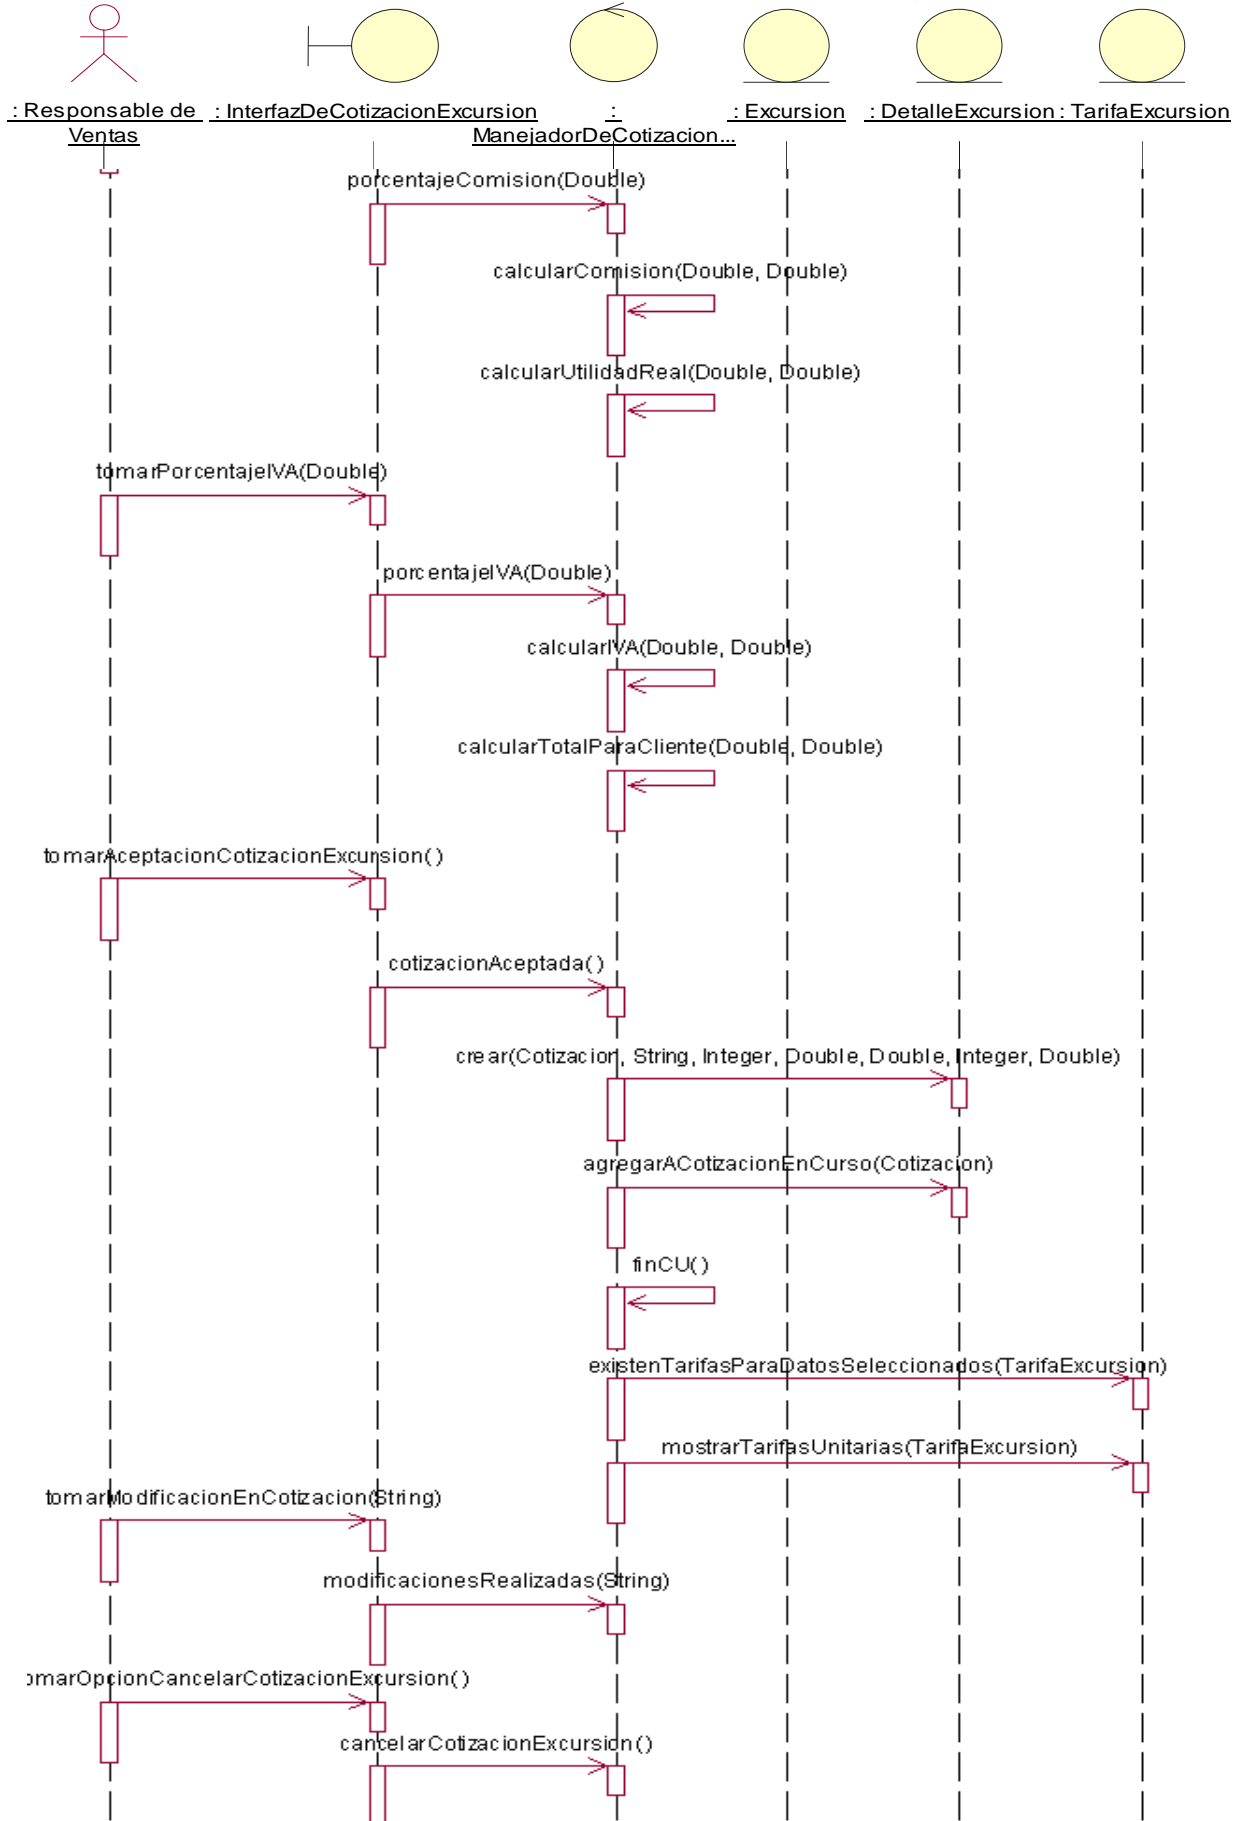 : Responsable de Ventas
: InterfazDeCotizacionExcursion
: ManejadorDeCotizacion...
: Excursion
: DetalleExcursion
: TarifaExcursion
porcentajeComision(Double)
calcularComision(Double, Double)
calcularUtilidadReal(Double, Double)
tomarPorcentajeIVA(Double)
porcentajeIVA(Double)
calcularIVA(Double, Double)
calcularTotalParaCliente(Double, Double)
tomarAceptacionCotizacionExcursion()
cotizacionAceptada()
crear(Cotizacion, String, Integer, Double, Double, Integer, Double)
agregarACotizacionEnCurso(Cotizacion)
finCU()
existenTarifasParaDatosSeleccionados(TarifaExcursion)
mostrarTarifasUnitarias(TarifaExcursion)
tomarModificacionEnCotizacion(String)
modificacionesRealizadas(String)
omarOpcionCancelarCotizacionExcursion()
cancelarCotizacionExcursion()